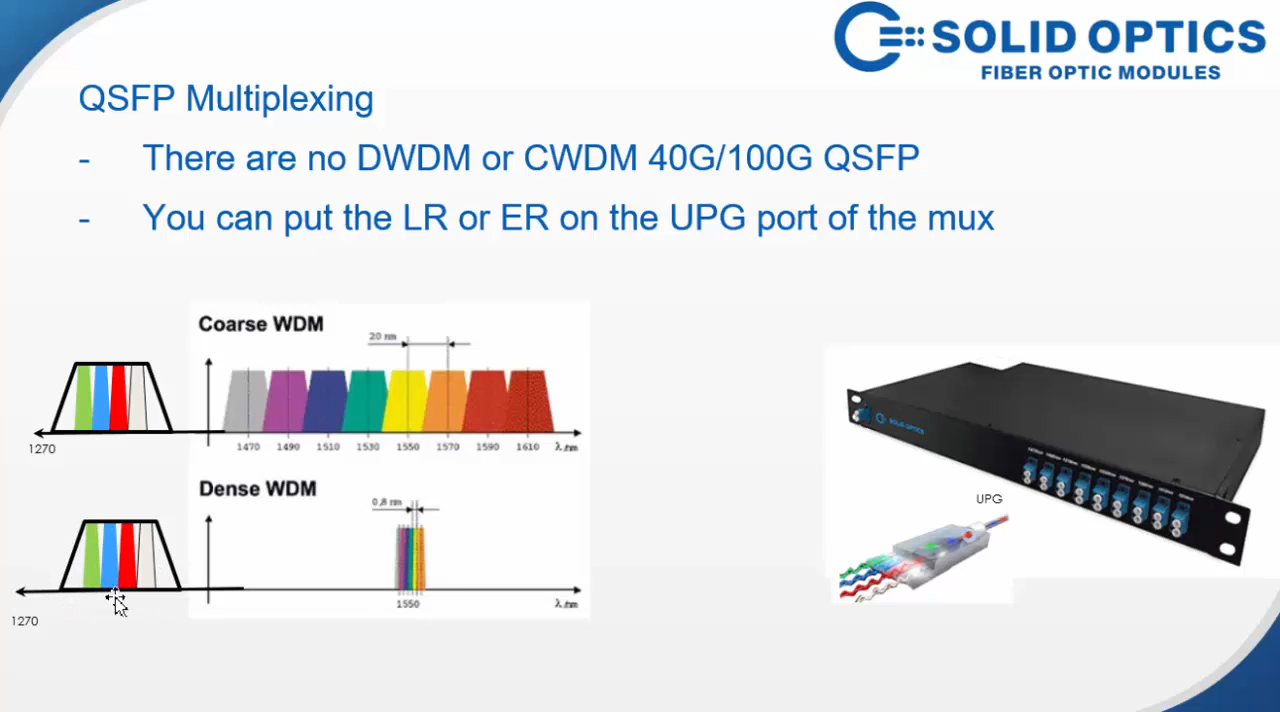 SOLID OPTICS
FIBER OPTIC MODULES
QSFP Multiplexing
- There are no DWDM or CWDM 40G/100G QSFP
- You can put the LR or ER on the UPG port of the mux
Coarse WDM
20 nm
1270
1470 1490 1510 1530 1550 1570 1590 1610 λ nm
Dense WDM
0,8 nm
1270
1550 λ nm
SOLID OPTICS
UPG